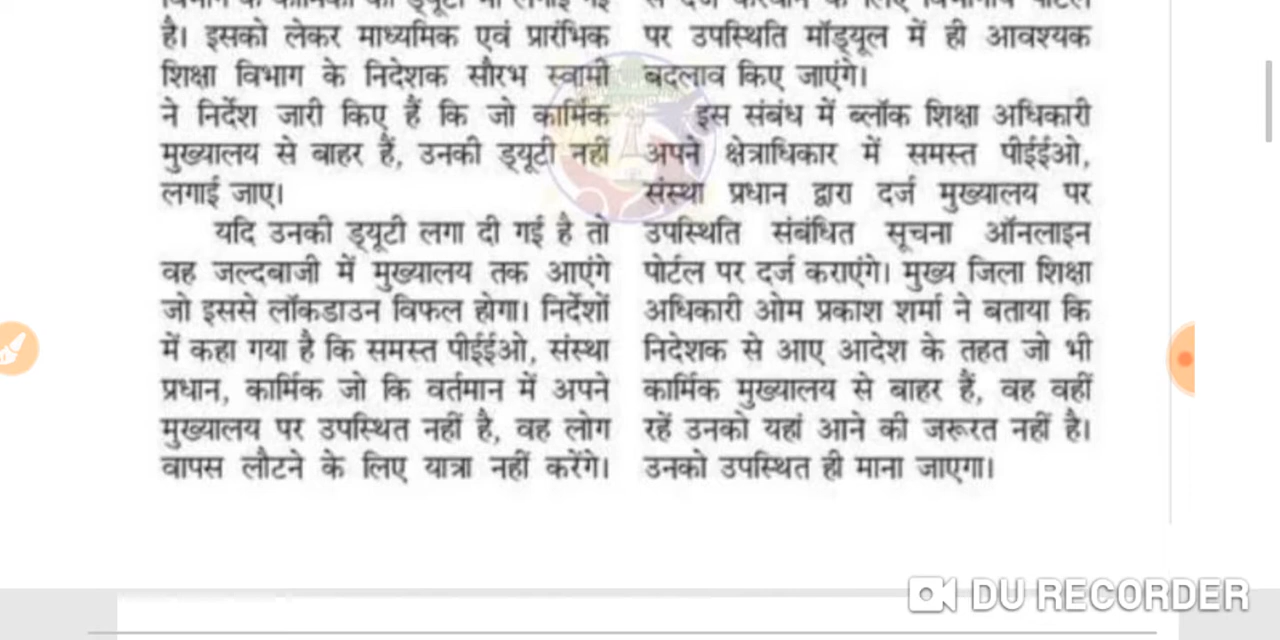 है। इसको लेकर माध्यमिक एवं प्रारंभिक
शिक्षा विभाग के निदेशक सौरभ स्वामी
ने निर्देश जारी किए हैं कि जो कार्मिक
मुख्यालय से बाहर हैं, उनकी ड्यूटी नहीं
लगाई जाए।
यदि उनकी ड्यूटी लगा दी गई है तो
वह जल्दबाजी में मुख्यालय तक आएंगे
जो इससे लॉकडाउन विफल होगा। निर्देशों
में कहा गया है कि समस्त पीईईओ, संस्था
प्रधान, कार्मिक जो कि वर्तमान में अपने
मुख्यालय पर उपस्थित नहीं है, वह लोग
वापस लौटने के लिए यात्रा नहीं करेंगे।
पर उपस्थिति मॉड्यूल में ही आवश्यक
बदलाव किए जाएंगे।
इस संबंध में ब्लॉक शिक्षा अधिकारी
अपने क्षेत्राधिकार में समस्त पीईईओ,
संस्था प्रधान द्वारा दर्ज मुख्यालय पर
उपस्थिति संबंधित सूचना ऑनलाइन
पोर्टल पर दर्ज कराएंगे। मुख्य जिला शिक्षा
अधिकारी ओम प्रकाश शर्मा ने बताया कि
निदेशक से आए आदेश के तहत जो भी
कार्मिक मुख्यालय से बाहर हैं, वह वहीं
रहें उनको यहां आने की जरूरत नहीं है।
उनको उपस्थित ही माना जाएगा।
DU RECORDER